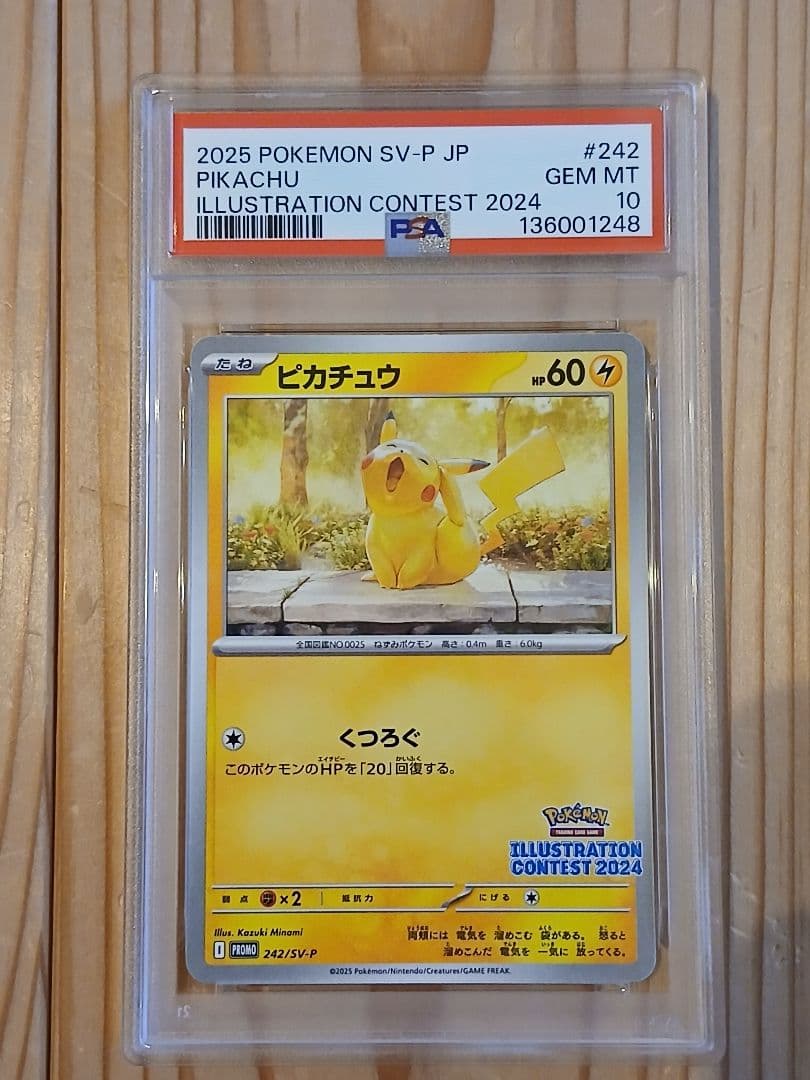 2025 POKEMON SV-P JP #242
PIKACHU GEM MT
ILLUSTRATION CONTEST 2024 10
PSA 136001248
たね ピカチュウ HP60
全国図鑑NO.0025 ねずみポケモン 高さ:0.4m 重さ:6.0kg
くつろぐ
このポケモンのHPを「20」回復する。
Pokémon
TRADING CARD GAME
ILLUSTRATION
CONTEST 2024
弱点 ×2 抵抗力 にげる
Illus. Kazuki Minami
両頬には 電気を 溜めこむ 袋がある。 怒ると
溜めこんだ 電気を 一気に 放ってくる。
I PROMO 242/SV-P
©2025 Pokémon/Nintendo/Creatures/GAME FREAK.